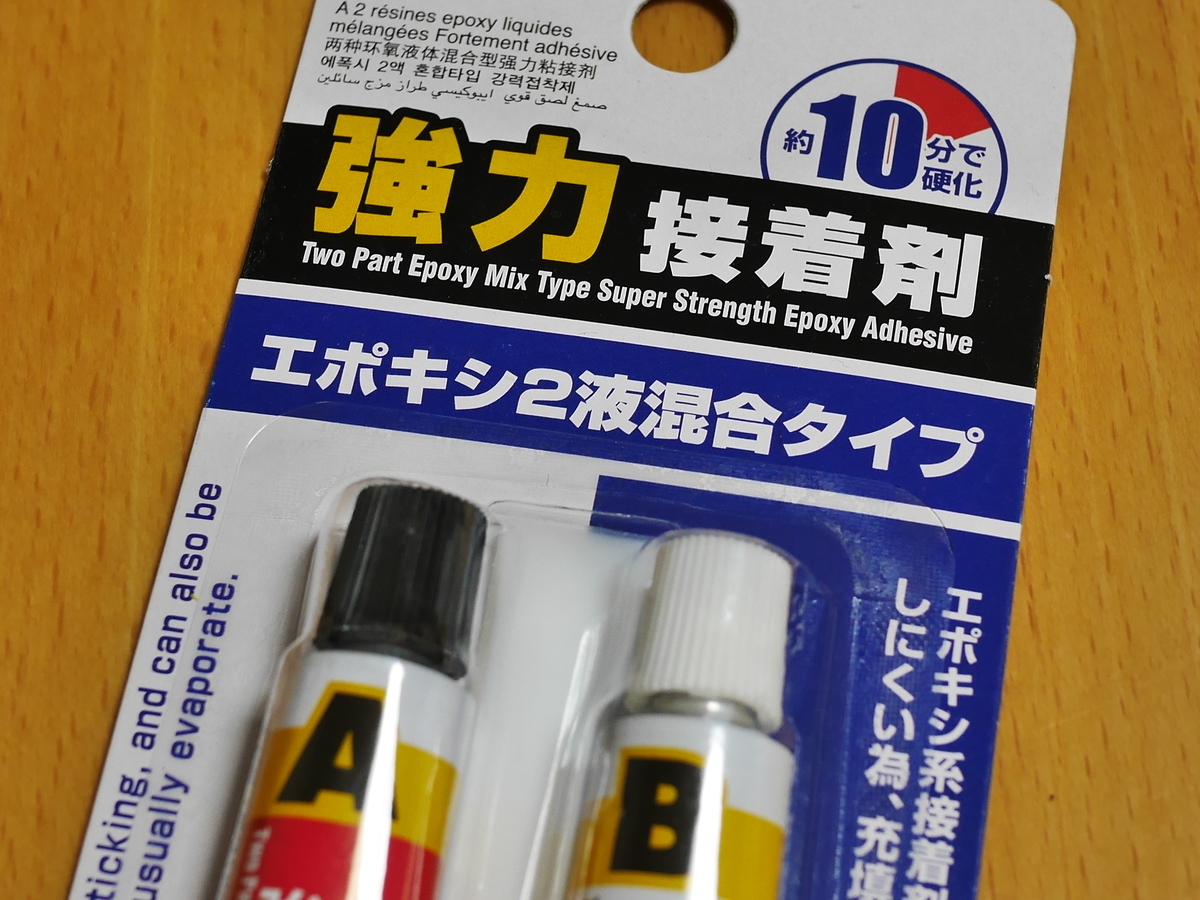 A 2 résines epoxy liquides
mélangées Fortement adhésive
两种环氧液体混合型强力粘接剂
에폭시 2액 혼합타입 강력접착제
صمغ لصق قوي ايبوكيسي طراز مزج سائلين
約10分で
硬化
強力接着剤
Two Part Epoxy Mix Type Super Strength Epoxy Adhesive
エポキシ2液混合タイプ
ticking, and can also be
usually evaporate.
A
B
エポキシ系接着剤
しにくい為、充填